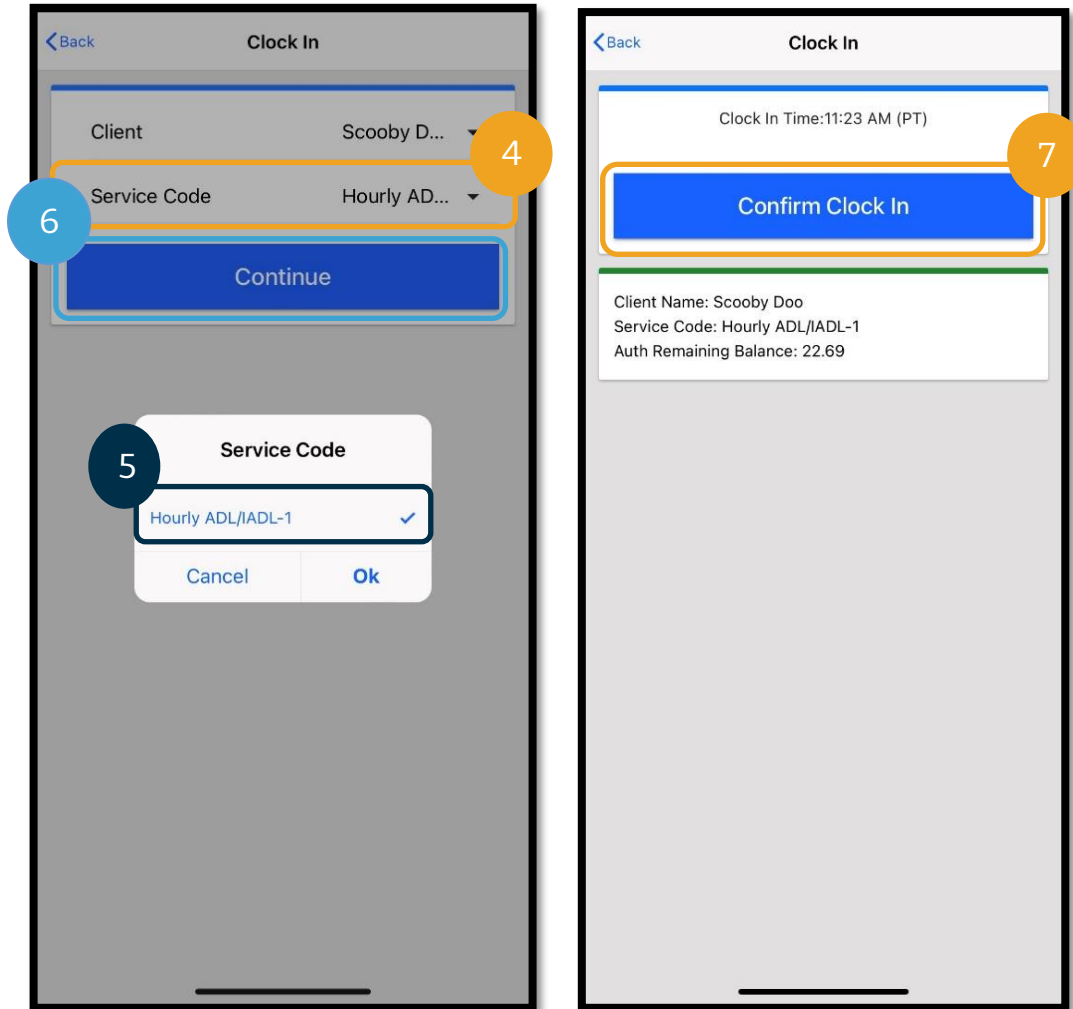 Back
Clock In
Client
Scooby D...
4
Service Code
Hourly AD...
6
Continue
5
Service Code
Hourly ADL/IADL-1
Cancel
Ok
Back
Clock In
Clock In Time:11:23 AM (PT)
7
Confirm Clock In
Client Name: Scooby Doo
Service Code: Hourly ADL/IADL-1
Auth Remaining Balance: 22.69